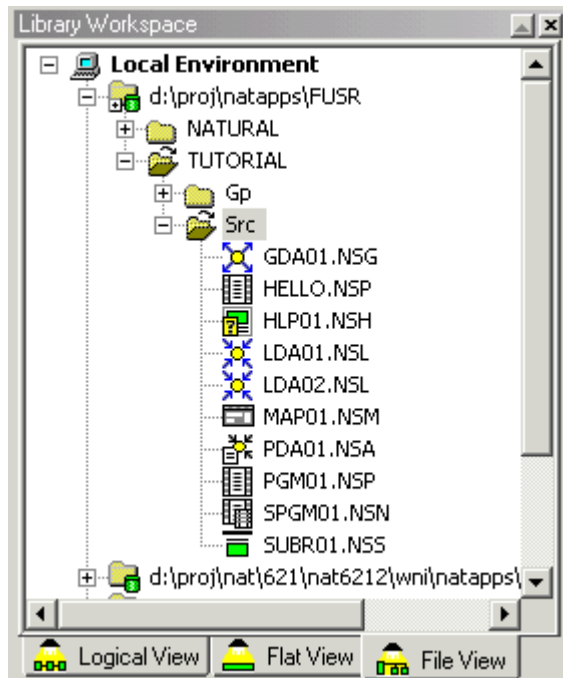 Library Workspace
Local Environment
d:\proj\natapps\FUSR
NATURAL
TUTORIAL
Gp
Src
GDA01.NSG
HELLO.NSP
HLP01.NSH
LDA01.NSL
LDA02.NSL
MAP01.NSM
PDA01.NSA
PGM01.NSP
SPGM01.NSN
SUBR01.NSS
d:\proj\nat\621\nat6212\wni\natapps\
Logical View Flat View File View